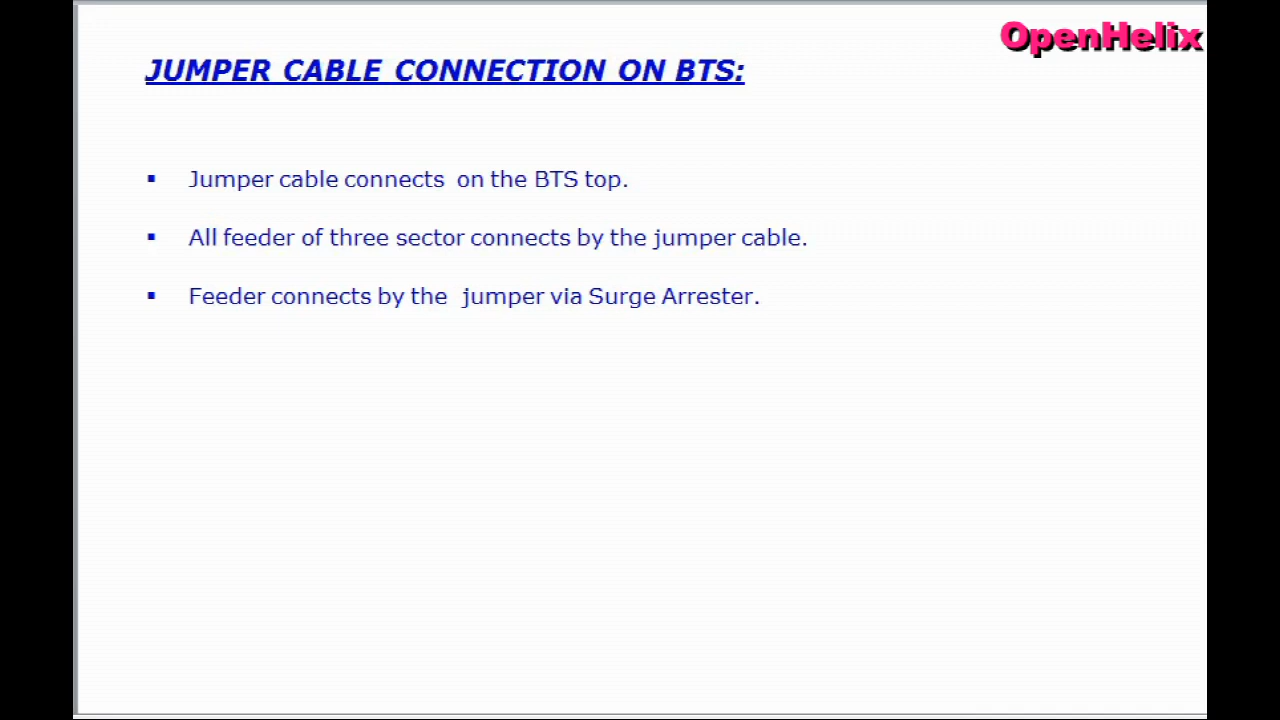 OpenHelix
JUMPER CABLE CONNECTION ON BTS:
▪ Jumper cable connects on the BTS top.
▪ All feeder of three sector connects by the jumper cable.
▪ Feeder connects by the jumper via Surge Arrester.